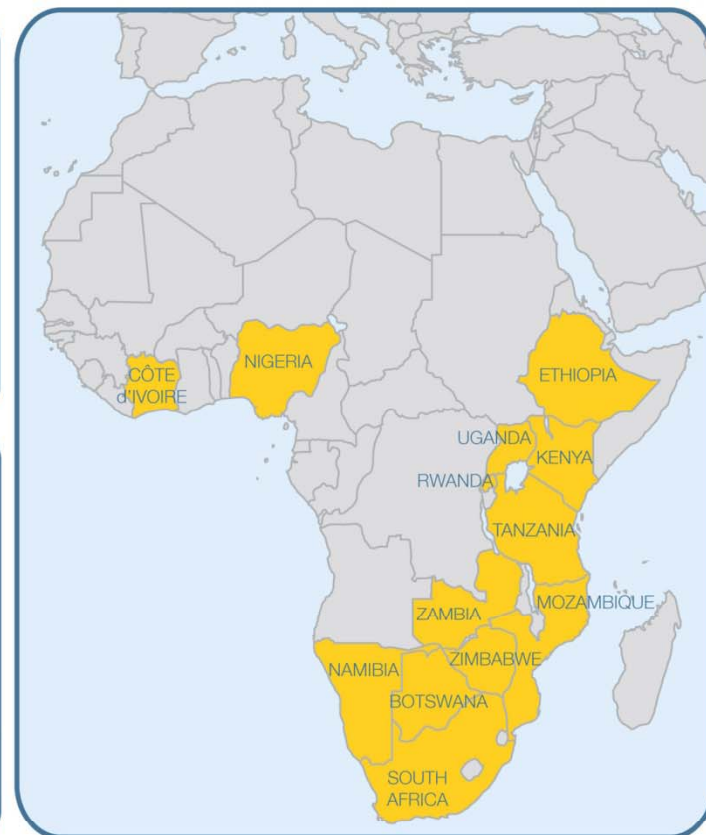 NIGERIA
CÔTE
d'IVOIRE
ETHIOPIA
UGANDA
KENYA
RWANDA
TANZANIA
MOZAMBIQUE
ZAMBIA
ZIMBABWE
NAMIBIA
BOTSWANA
SOUTH
AFRICA